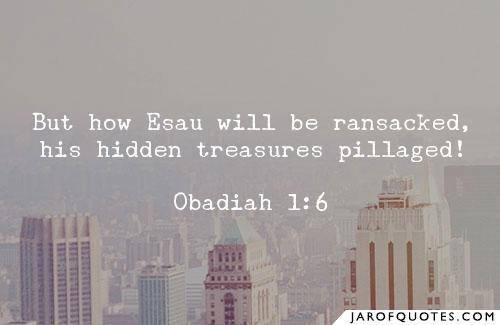 But how Esau will be ransacked,
his hidden treasures pillaged!
Obadiah 1:6
JAROFQUOTES.COM